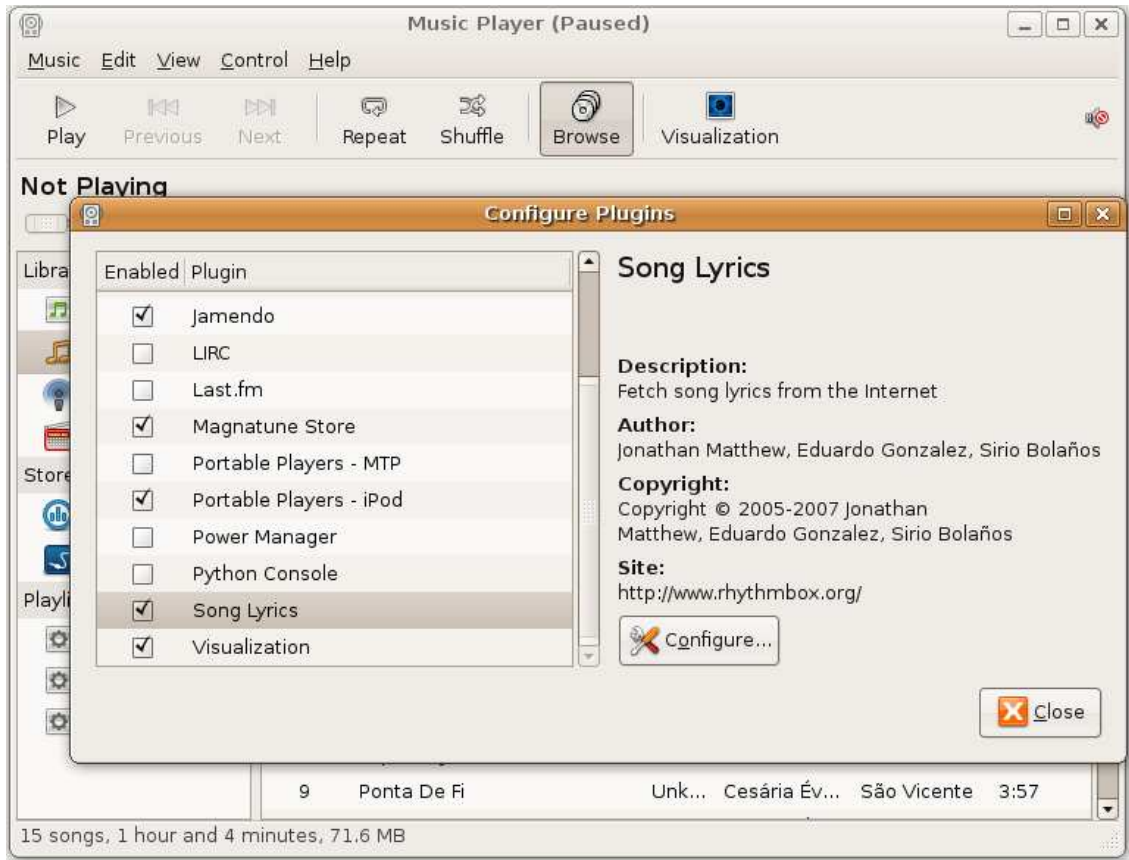 Music Player (Paused)
Music Edit View Control Help
Play Previous Next Repeat Shuffle Browse Visualization
Not Playing
Configure Plugins
Libra
Store
Playli
Enabled Plugin
Jamendo
LIRC
Last.fm
Magnatune Store
Portable Players - MTP
Portable Players - iPod
Power Manager
Python Console
Song Lyrics
Visualization
Song Lyrics
Description:
Fetch song lyrics from the Internet
Author:
Jonathan Matthew, Eduardo Gonzalez, Sirio Bolaños
Copyright:
Copyright © 2005-2007 Jonathan
Matthew, Eduardo Gonzalez, Sirio Bolaños
Site:
http://www.rhythmbox.org/
Configure...
Close
9 Ponta De Fi Unk... Cesária Év... São Vicente 3:57
15 songs, 1 hour and 4 minutes, 71.6 MB